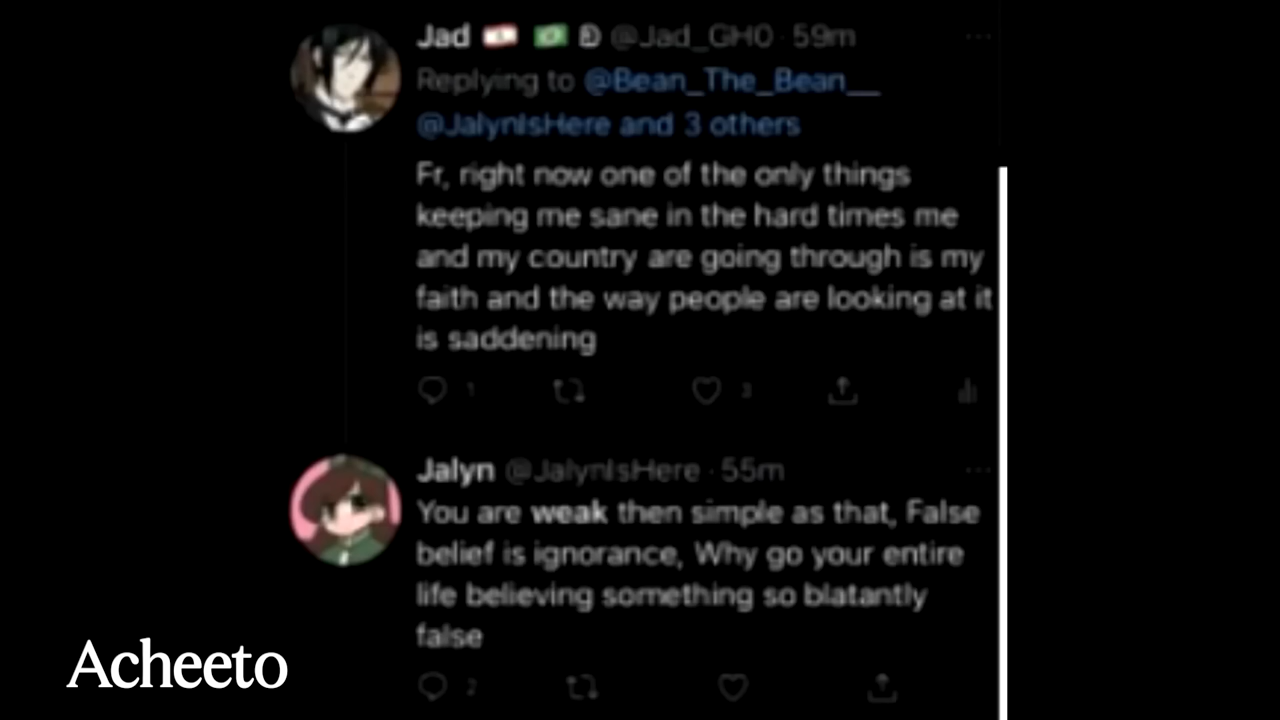 Jad @Jad_GH0 · 59m
Replying to @Bean_The_Bean__
@JalynIsHere and 3 others
Fr, right now one of the only things
keeping me sane in the hard times me
and my country are going through is my
faith and the way people are looking at it
is saddening
1 3
Jalyn @JalynIsHere · 55m
You are weak then simple as that, False
belief is ignorance, Why go your entire
life believing something so blatantly
false
2
Acheeto